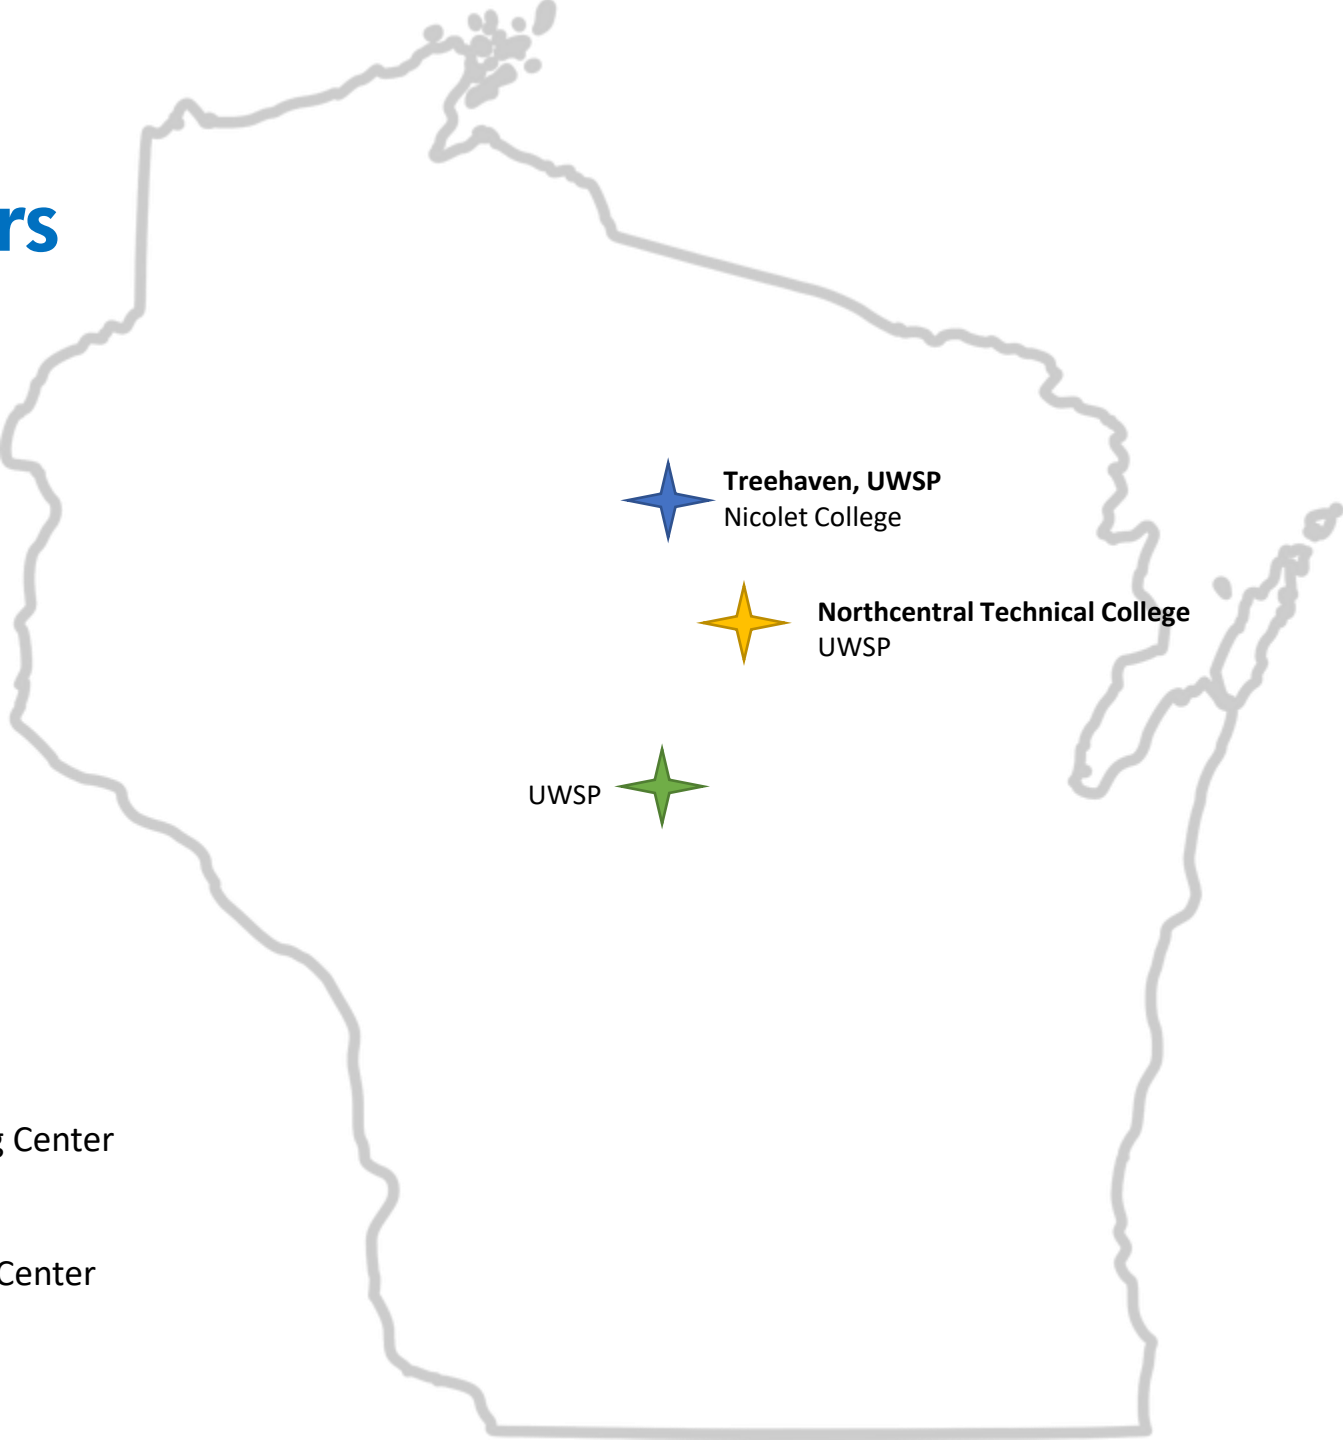 rs
Treehaven, UWSP
Nicolet College
Northcentral Technical College
UWSP
UWSP
Center
Center